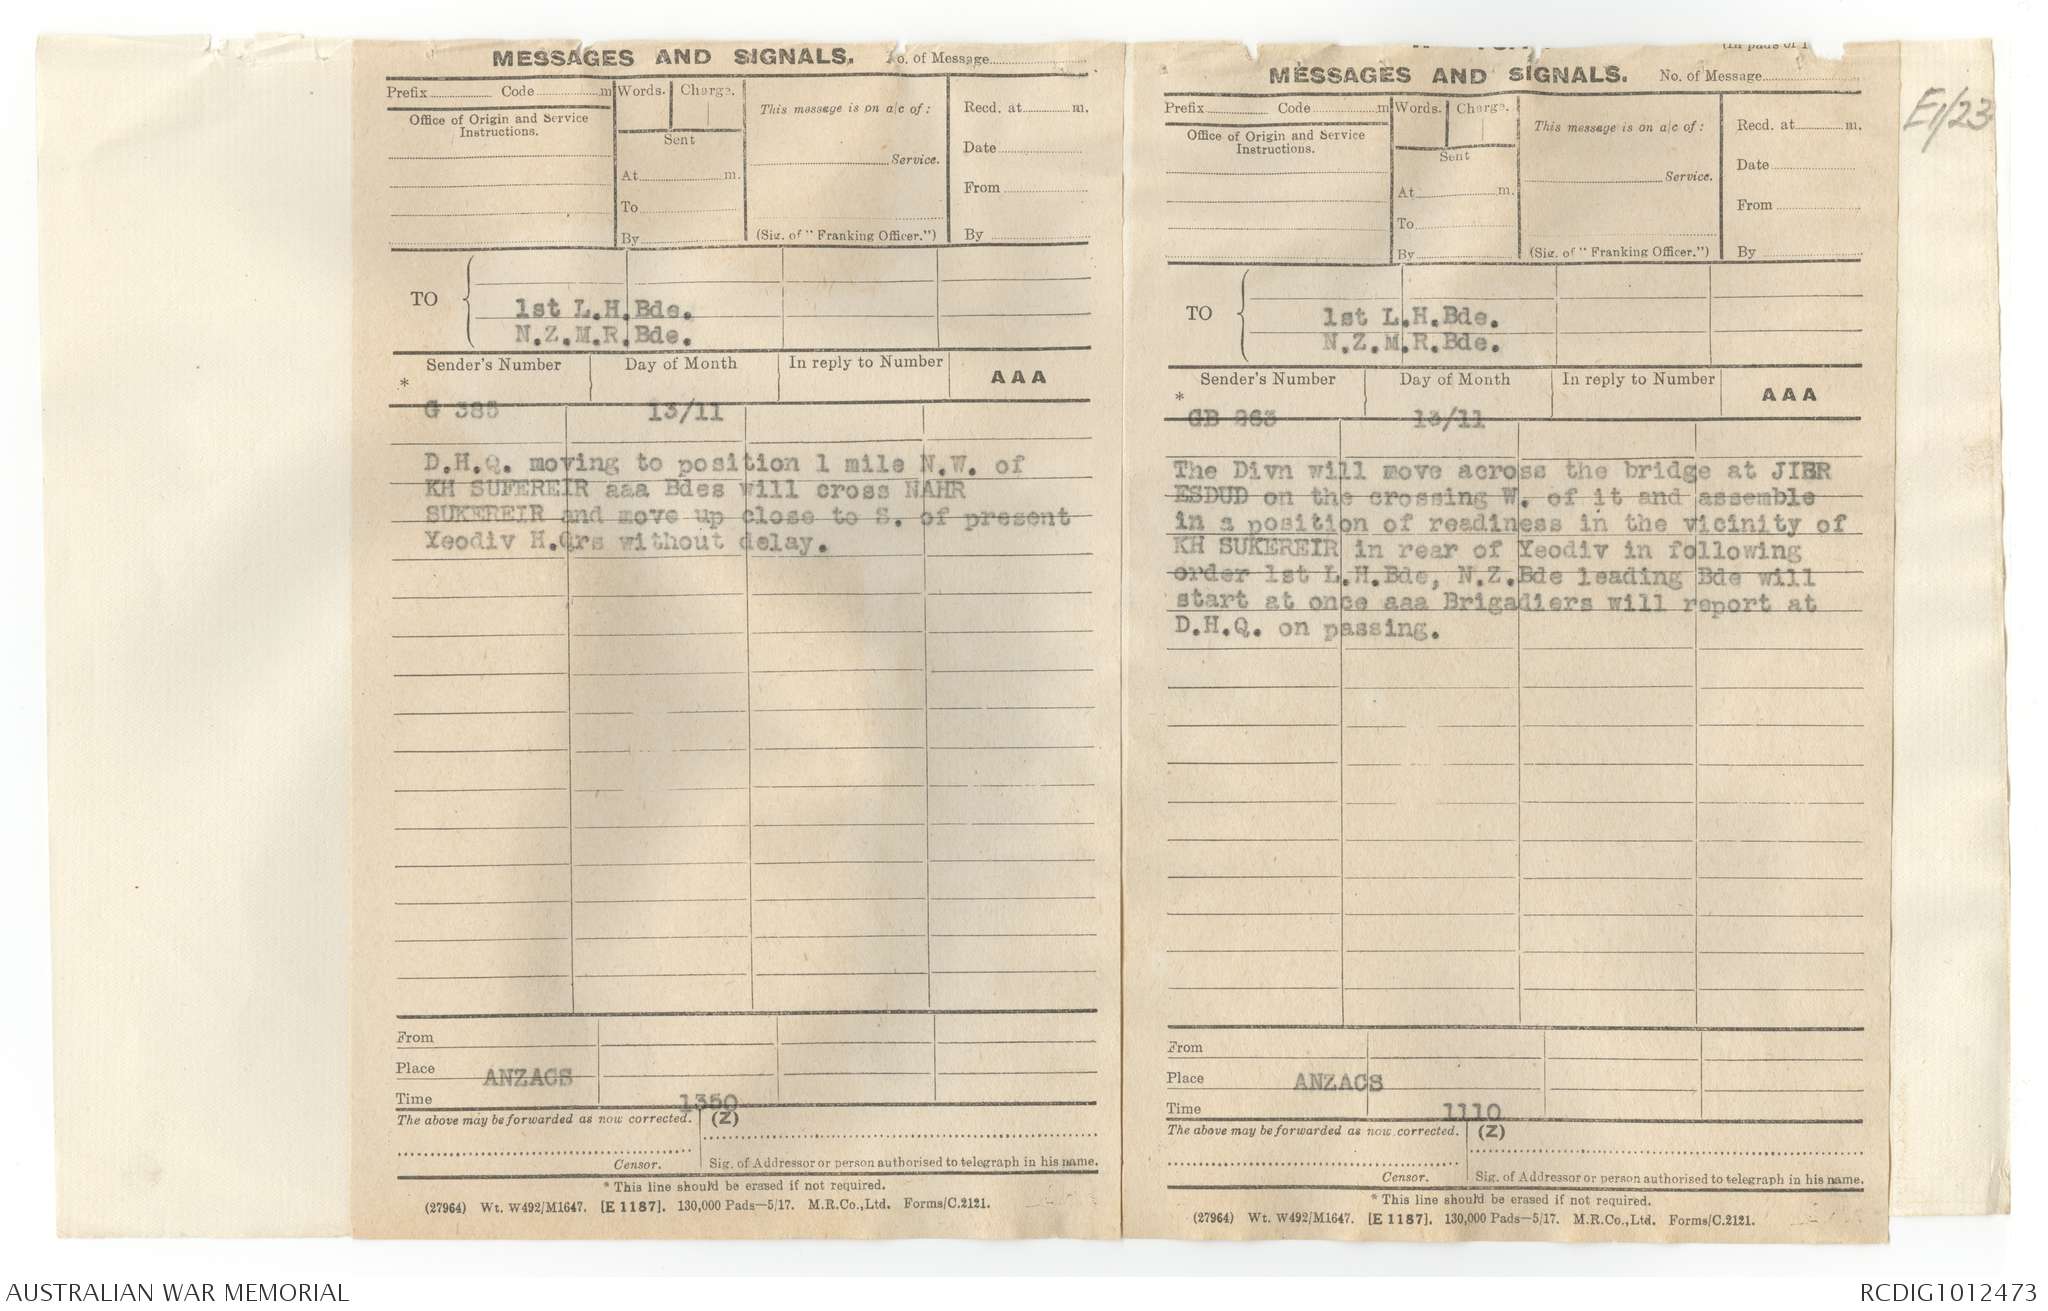 MESSAGES AND SIGNALS. No. of Message
Prefix Code m Words. Charge. This message is on a/c of: Recd. at m.
Office of Origin and Service Instructions.
Sent
Service. Date
At m. From
To
By (Sig. of "Franking Officer.") By
TO
1st L.H.Bde.
N.Z.M.R.Bde.
Sender's Number Day of Month In reply to Number AAA
*
G 385 13/11
D.H.Q. moving to position 1 mile N.W. of
KH SUFEREIR aaa Bdes will cross NAHR
SUKEREIR and move up close to S. of present
Yeodiv H.Qrs without delay.
From
Place ANZACS
Time 1350
The above may be forwarded as now corrected. (Z)
Censor. Sig. of Addressor or person authorised to telegraph in his name.
* This line should be erased if not required.
(27964) Wt. W492/M1647. [E 1187]. 130,000 Pads—5/17. M.R.Co.,Ltd. Forms/C.2121.
MESSAGES AND SIGNALS. No. of Message
Prefix Code m Words. Charge. This message is on a/c of: Recd. at m.
Office of Origin and Service Instructions.
Sent
Service. Date
At m. From
To
By (Sig. of "Franking Officer.") By
TO
1st L.H.Bde.
N.Z.M.R.Bde.
Sender's Number Day of Month In reply to Number AAA
*
GB 263 13/11
The Divn will move across the bridge at JISR
ESDUD on the crossing W. of it and assemble
in a position of readiness in the vicinity of
KH SUKEREIR in rear of Yeodiv in following
order 1st L.H.Bde, N.Z.Bde leading Bde will
start at once aaa Brigadiers will report at
D.H.Q. on passing.
From
Place ANZACS
Time 1110
The above may be forwarded as now corrected. (Z)
Censor. Sig. of Addressor or person authorised to telegraph in his name.
* This line should be erased if not required.
(27964) Wt. W492/M1647. [E 1187]. 130,000 Pads—5/17. M.R.Co.,Ltd. Forms/C.2121.
E1/23
AUSTRALIAN WAR MEMORIAL RCDIG1012473